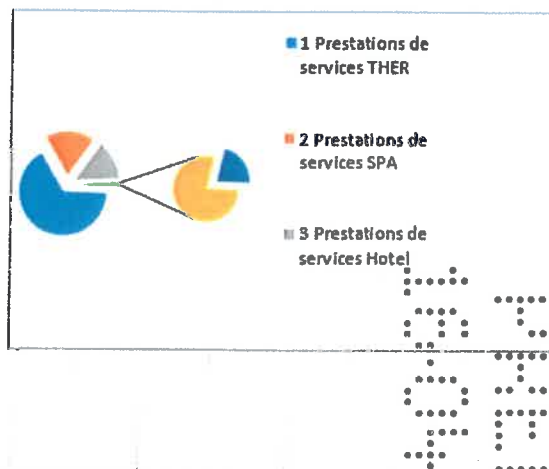 1 Prestations de
services THER
2 Prestations de
services SPA
3 Prestations de
services Hotel